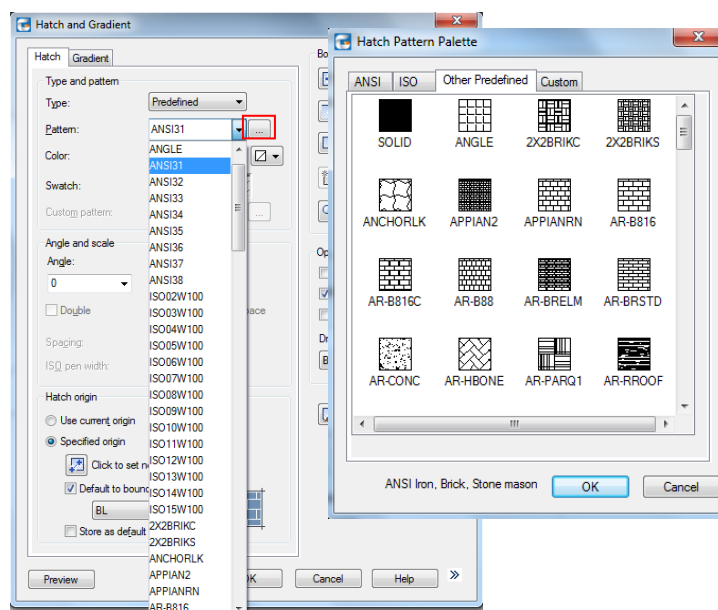 Hatch and Gradient
Hatch Gradient
Type and pattern
Type: Predefined
Pattern: ANSI31 ...
Color:
Swatch:
Custom pattern: ...
Angle and scale
Angle:
0
Double
Spacing:
ISO pen width:
Hatch origin
Use current origin
Specified origin
Click to set n
Default to bound
BL
Store as default
Preview
OK
Cancel
Help
ANGLE
ANSI31
ANSI32
ANSI33
ANSI34
ANSI35
ANSI36
ANSI37
ANSI38
ISO02W100
ISO03W100
ISO04W100
ISO05W100
ISO06W100
ISO07W100
ISO08W100
ISO09W100
ISO10W100
ISO11W100
ISO12W100
ISO13W100
ISO14W100
ISO15W100
2X2BRIKC
2X2BRIKS
ANCHORLK
APPIAN2
APPIANRN
AR-B816
ace
Bo
Op
Dr
B
Hatch Pattern Palette
ANSI ISO Other Predefined Custom
SOLID ANGLE 2X2BRIKC 2X2BRIKS
ANCHORLK APPIAN2 APPIANRN AR-B816
AR-B816C AR-B88 AR-BRELM AR-BRSTD
AR-CONC AR-HBONE AR-PARQ1 AR-RROOF
ANSI Iron, Brick, Stone mason OK Cancel